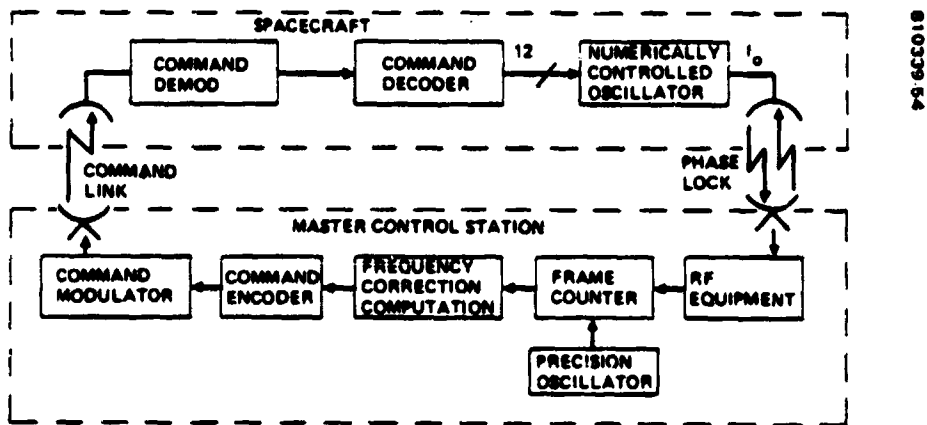 SPACECRAFT
COMMAND
DEMOD
COMMAND
DECODER
12
NUMERICALLY
CONTROLLED
OSCILLATOR
f o
COMMAND
LINK
PHASE
LOCK
MASTER CONTROL STATION
COMMAND
MODULATOR
COMMAND
ENCODER
FREQUENCY
CORRECTION
COMPUTATION
FRAME
COUNTER
RF
EQUIPMENT
PRECISION
OSCILLATOR
810339-54